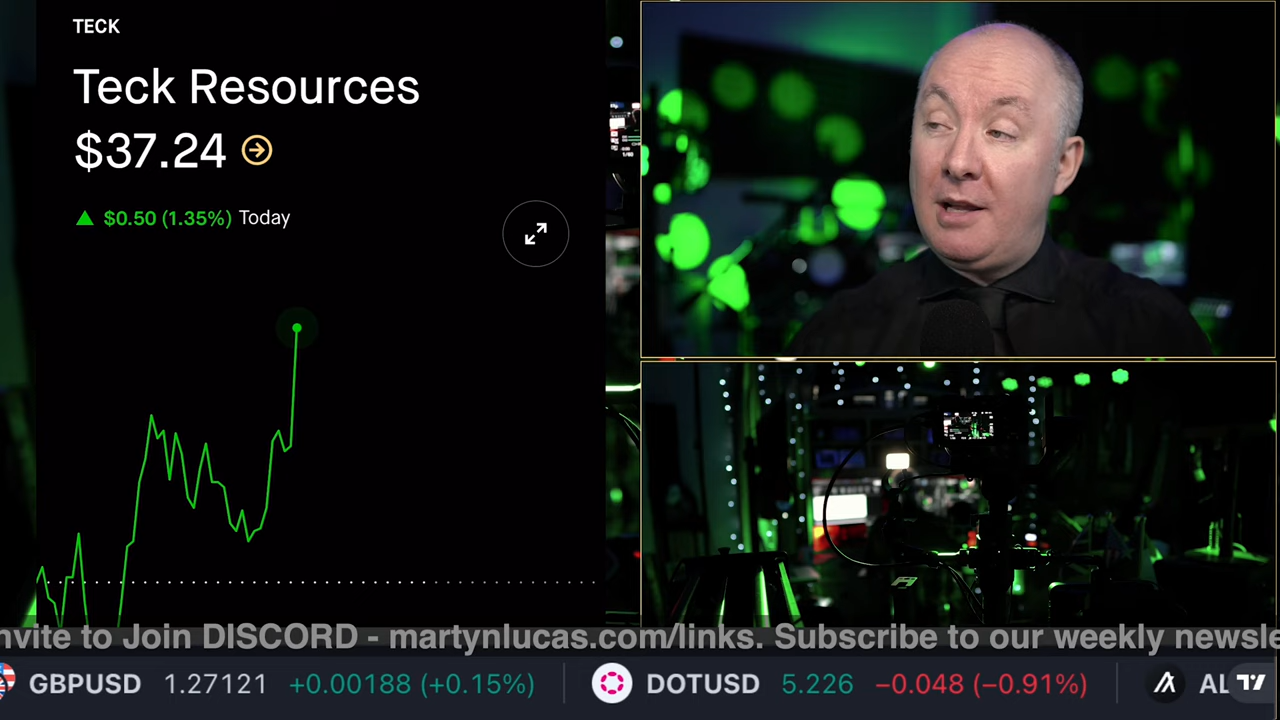 TECK
Teck Resources
$37.24
$0.50 (1.35%) Today
nvite to Join DISCORD - martynlucas.com/links. Subscribe to our weekly newsle
GBPUSD 1.27121 +0.00188 (+0.15%) DOTUSD 5.226 −0.048 (−0.91%) AL